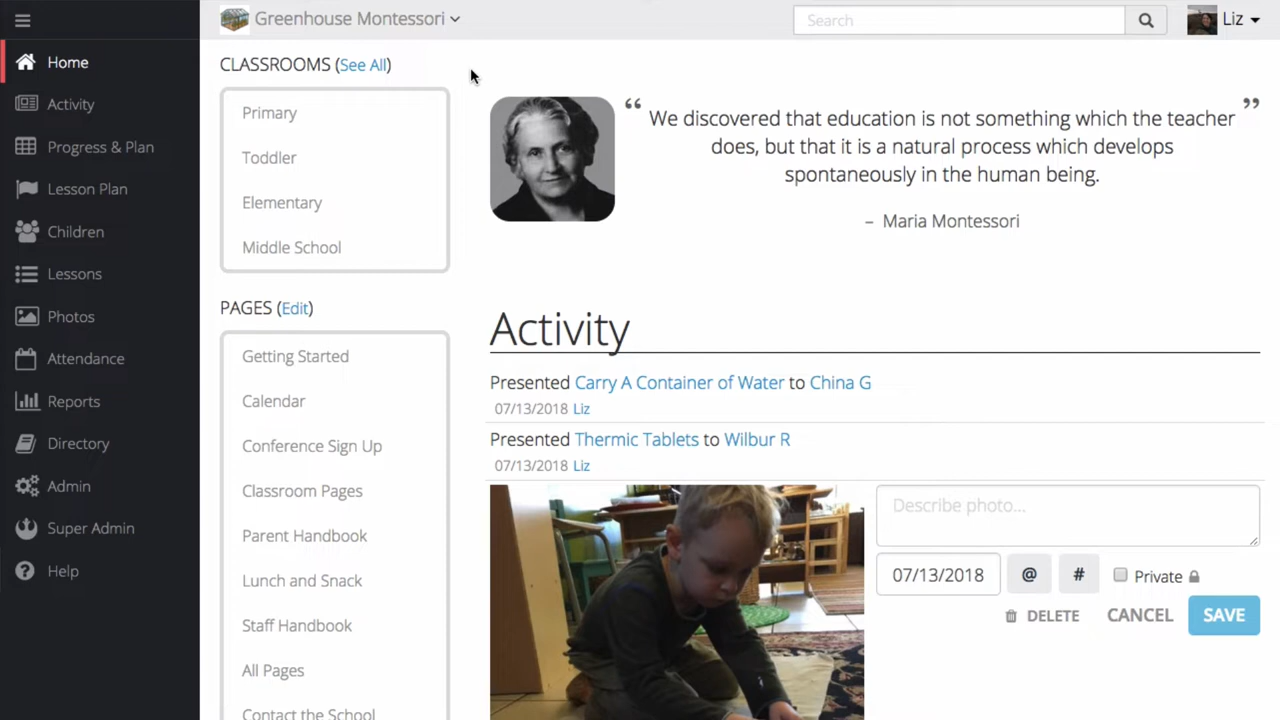 Greenhouse Montessori
Search
Liz
Home
Activity
Progress & Plan
Lesson Plan
Children
Lessons
Photos
Attendance
Reports
Directory
Admin
Super Admin
Help
CLASSROOMS (See All)
Primary
Toddler
Elementary
Middle School
PAGES (Edit)
Getting Started
Calendar
Conference Sign Up
Classroom Pages
Parent Handbook
Lunch and Snack
Staff Handbook
All Pages
Contact the School
“ We discovered that education is not something which the teacher ”
does, but that it is a natural process which develops
spontaneously in the human being.
– Maria Montessori
Activity
Presented Carry A Container of Water to China G
07/13/2018 Liz
Presented Thermic Tablets to Wilbur R
07/13/2018 Liz
Describe photo...
07/13/2018 @ # Private
DELETE CANCEL SAVE